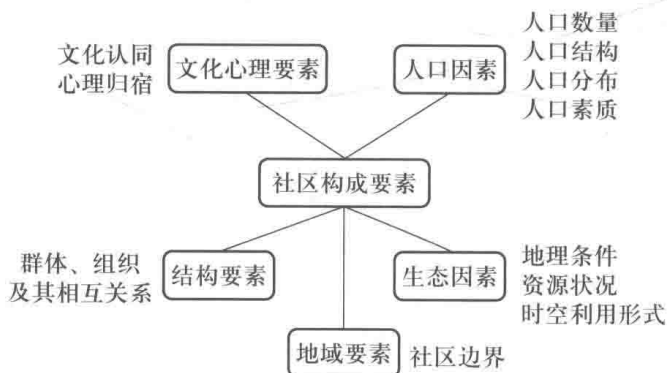 文化认同
心理归宿
文化心理要素
人口因素
人口数量
人口结构
人口分布
人口素质
社区构成要素
群体、组织
及其相互关系
结构要素
生态因素
地理条件
资源状况
时空利用形式
地域要素
社区边界